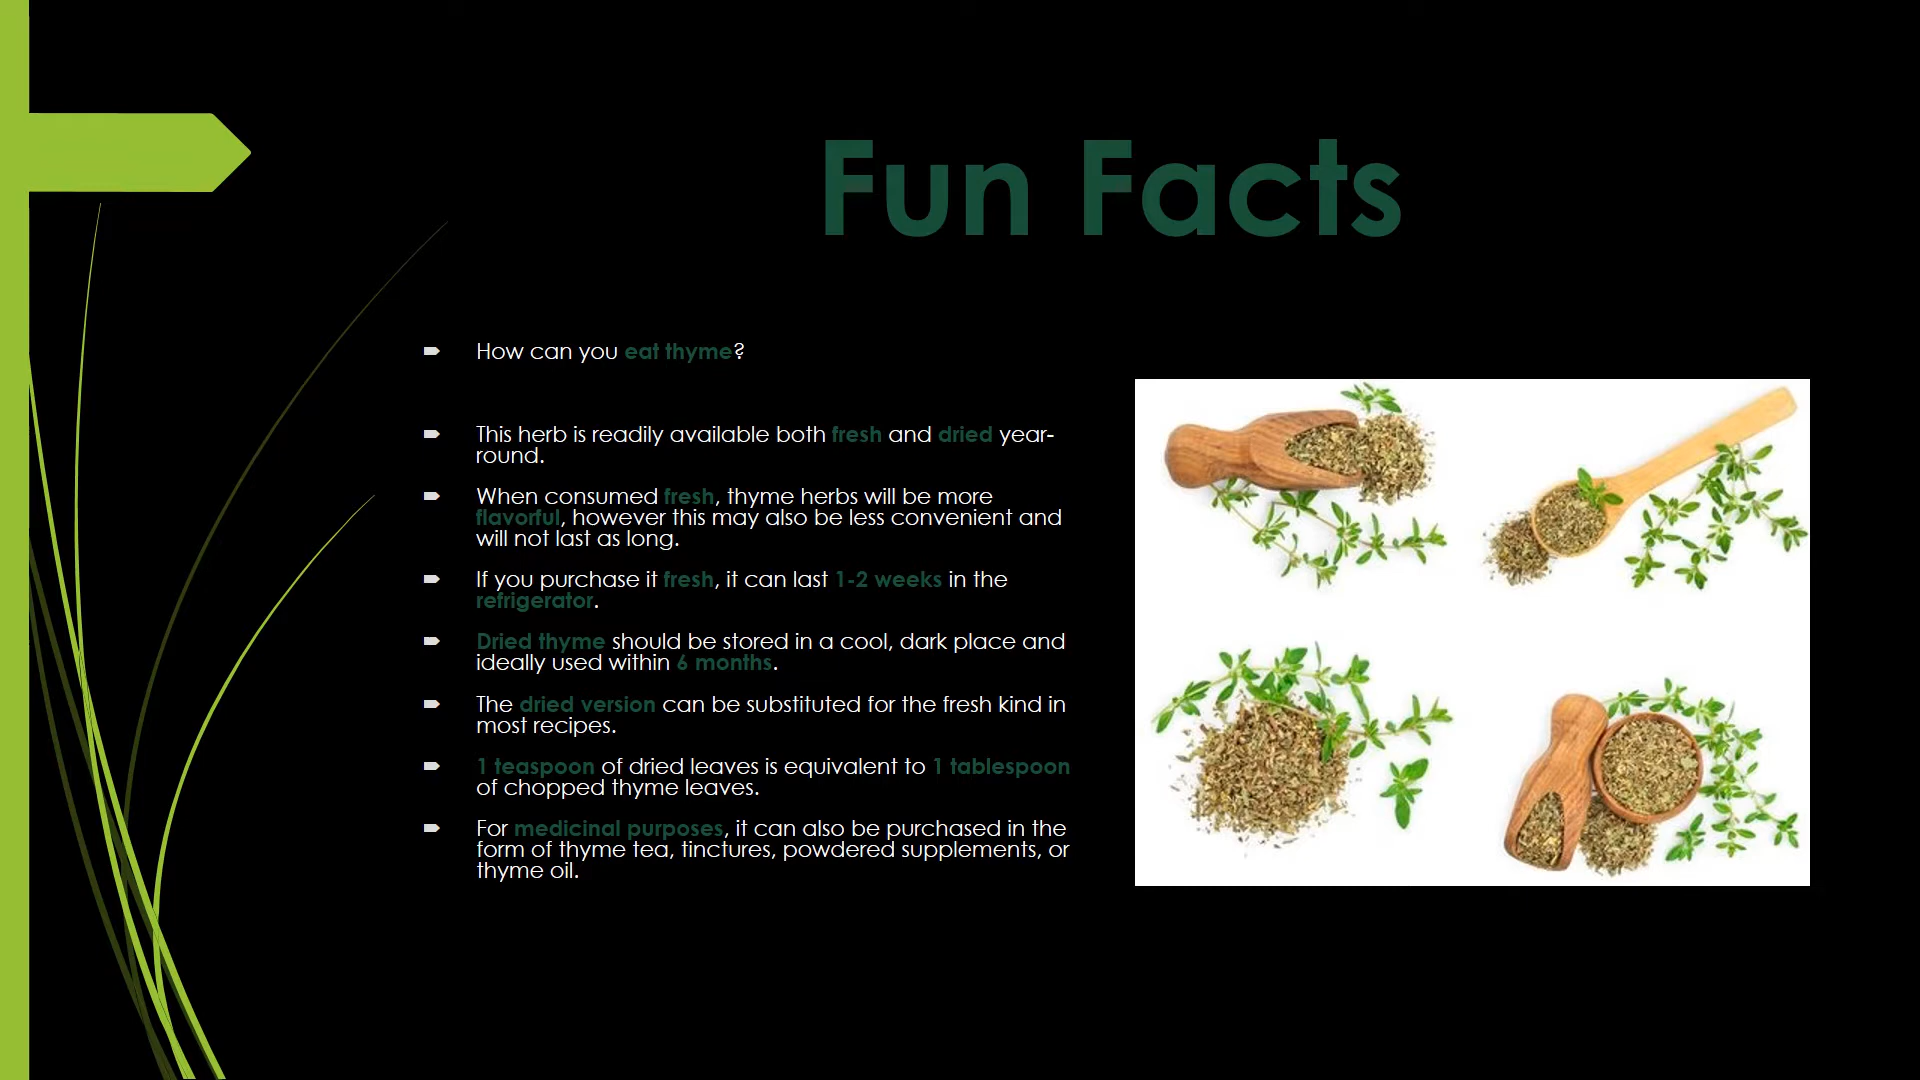 Fun Facts
How can you eat thyme?
This herb is readily available both fresh and dried year-
round.
When consumed fresh, thyme herbs will be more
flavorful, however this may also be less convenient and
will not last as long.
If you purchase it fresh, it can last 1-2 weeks in the
refrigerator.
Dried thyme should be stored in a cool, dark place and
ideally used within 6 months.
The dried version can be substituted for the fresh kind in
most recipes.
1 teaspoon of dried leaves is equivalent to 1 tablespoon
of chopped thyme leaves.
For medicinal purposes, it can also be purchased in the
form of thyme tea, tinctures, powdered supplements, or
thyme oil.